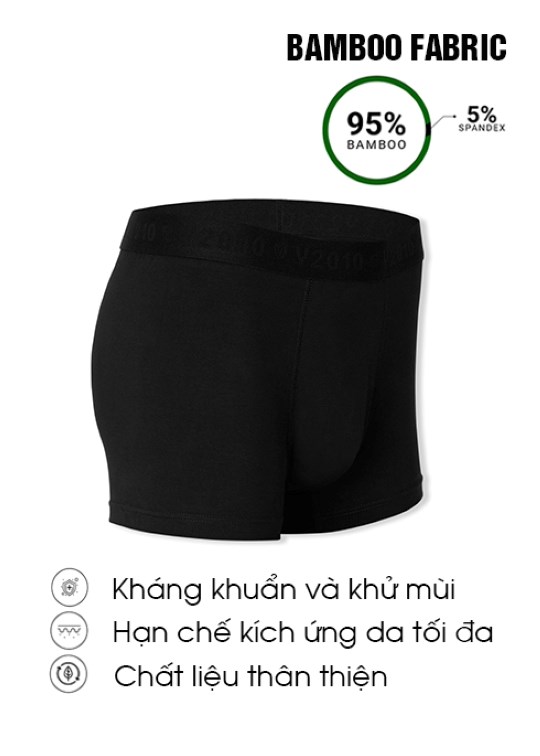 BAMBOO FABRIC
95%
BAMBOO
5%
SPANDEX
Kháng khuẩn và khử mùi
Hạn chế kích ứng da tối đa
Chất liệu thân thiện